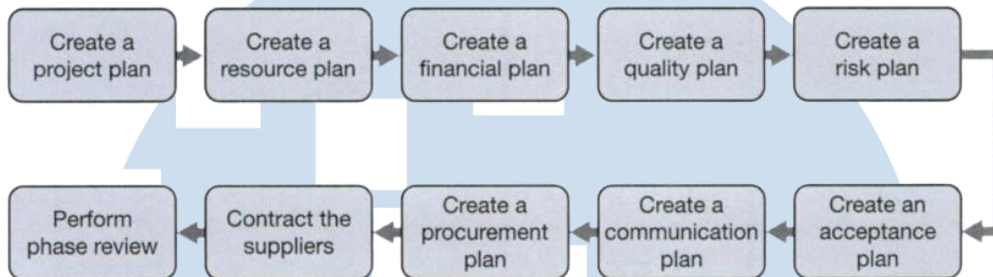 Create a
project plan
Create a
resource plan
Create a
financial plan
Create a
quality plan
Create a
risk plan
Create an
acceptance
plan
Create a
communication
plan
Create a
procurement
plan
Contract the
suppliers
Perform
phase review